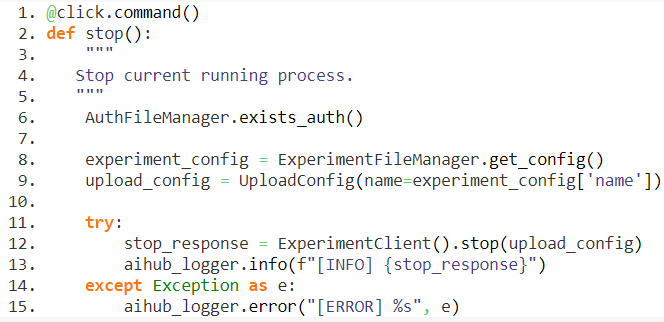 1. @click.command()
2. def stop():
3.     """
4.    Stop current running process.
5.    """
6.     AuthFileManager.exists_auth()
7.
8.     experiment_config = ExperimentFileManager.get_config()
9.     upload_config = UploadConfig(name=experiment_config['name'])
10.
11.     try:
12.         stop_response = ExperimentClient().stop(upload_config)
13.         aihub_logger.info(f"[INFO] {stop_response}")
14.     except Exception as e:
15.         aihub_logger.error("[ERROR] %s", e)